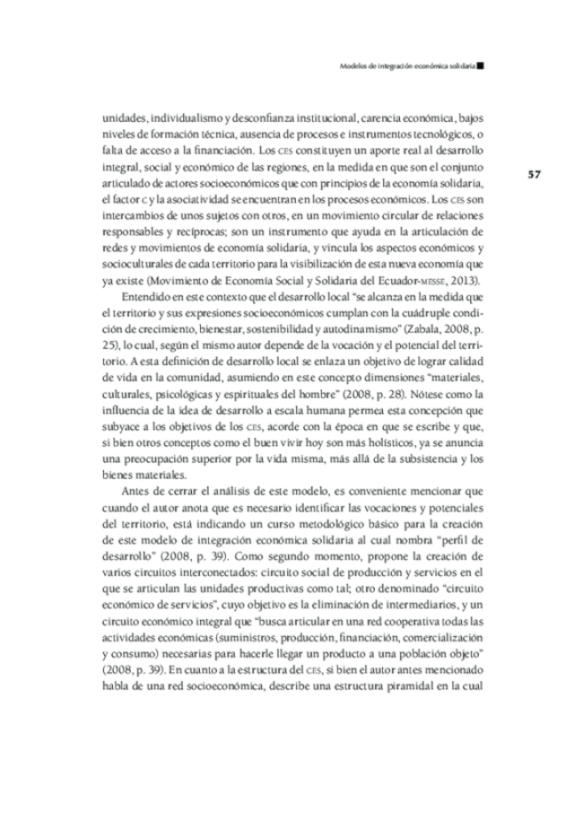 Modelos de integración económica solidaria
unidades, individualismo y desconfianza institucional, carencia económica, bajos
niveles de formación técnica, ausencia de procesos e instrumentos tecnológicos, o
falta de acceso a la financiación. Los CES constituyen un aporte real al desarrollo
integral, social y económico de las regiones, en la medida en que son el conjunto
articulado de actores socioeconómicos que con principios de la economía solidaria,
el factor C y la asociatividad se encuentran en los procesos económicos. Los CES son
intercambios de unos sujetos con otros, en un movimiento circular de relaciones
responsables y recíprocas; son un instrumento que ayuda en la articulación de
redes y movimientos de economía solidaria, y vincula los aspectos económicos y
socioculturales de cada territorio para la visibilización de esta nueva economía que
ya existe (Movimiento de Economía Social y Solidaria del Ecuador-MESSE, 2013).
57
Entendido en este contexto que el desarrollo local “se alcanza en la medida que
el territorio y sus expresiones socioeconómicas cumplan con la cuádruple condi-
ción de crecimiento, bienestar, sostenibilidad y autodinamismo” (Zabala, 2008, p.
25), lo cual, según el mismo autor depende de la vocación y el potencial del terri-
torio. A esta definición de desarrollo local se enlaza un objetivo de lograr calidad
de vida en la comunidad, asumiendo en este concepto dimensiones “materiales,
culturales, psicológicas y espirituales del hombre” (2008, p. 28). Nótese como la
influencia de la idea de desarrollo a escala humana permea esta concepción que
subyace a los objetivos de los CES, acorde con la época en que se escribe y que,
si bien otros conceptos como el buen vivir hoy son más holísticos, ya se anuncia
una preocupación superior por la vida misma, más allá de la subsistencia y los
bienes materiales.
Antes de cerrar el análisis de este modelo, es conveniente mencionar que
cuando el autor anota que es necesario identificar las vocaciones y potenciales
del territorio, está indicando un curso metodológico básico para la creación
de este modelo de integración económica solidaria al cual nombra “perfil de
desarrollo” (2008, p. 39). Como segundo momento, propone la creación de
varios circuitos interconectados: circuito social de producción y servicios en el
que se articulan las unidades productivas como tal; otro denominado “circuito
económico de servicios”, cuyo objetivo es la eliminación de intermediarios, y un
circuito económico integral que “busca articular en una red cooperativa todas las
actividades económicas (suministros, producción, financiación, comercialización
y consumo) necesarias para hacerle llegar un producto a una población objeto”
(2008, p. 39). En cuanto a la estructura del CES, si bien el autor antes mencionado
habla de una red socioeconómica, describe una estructura piramidal en la cual